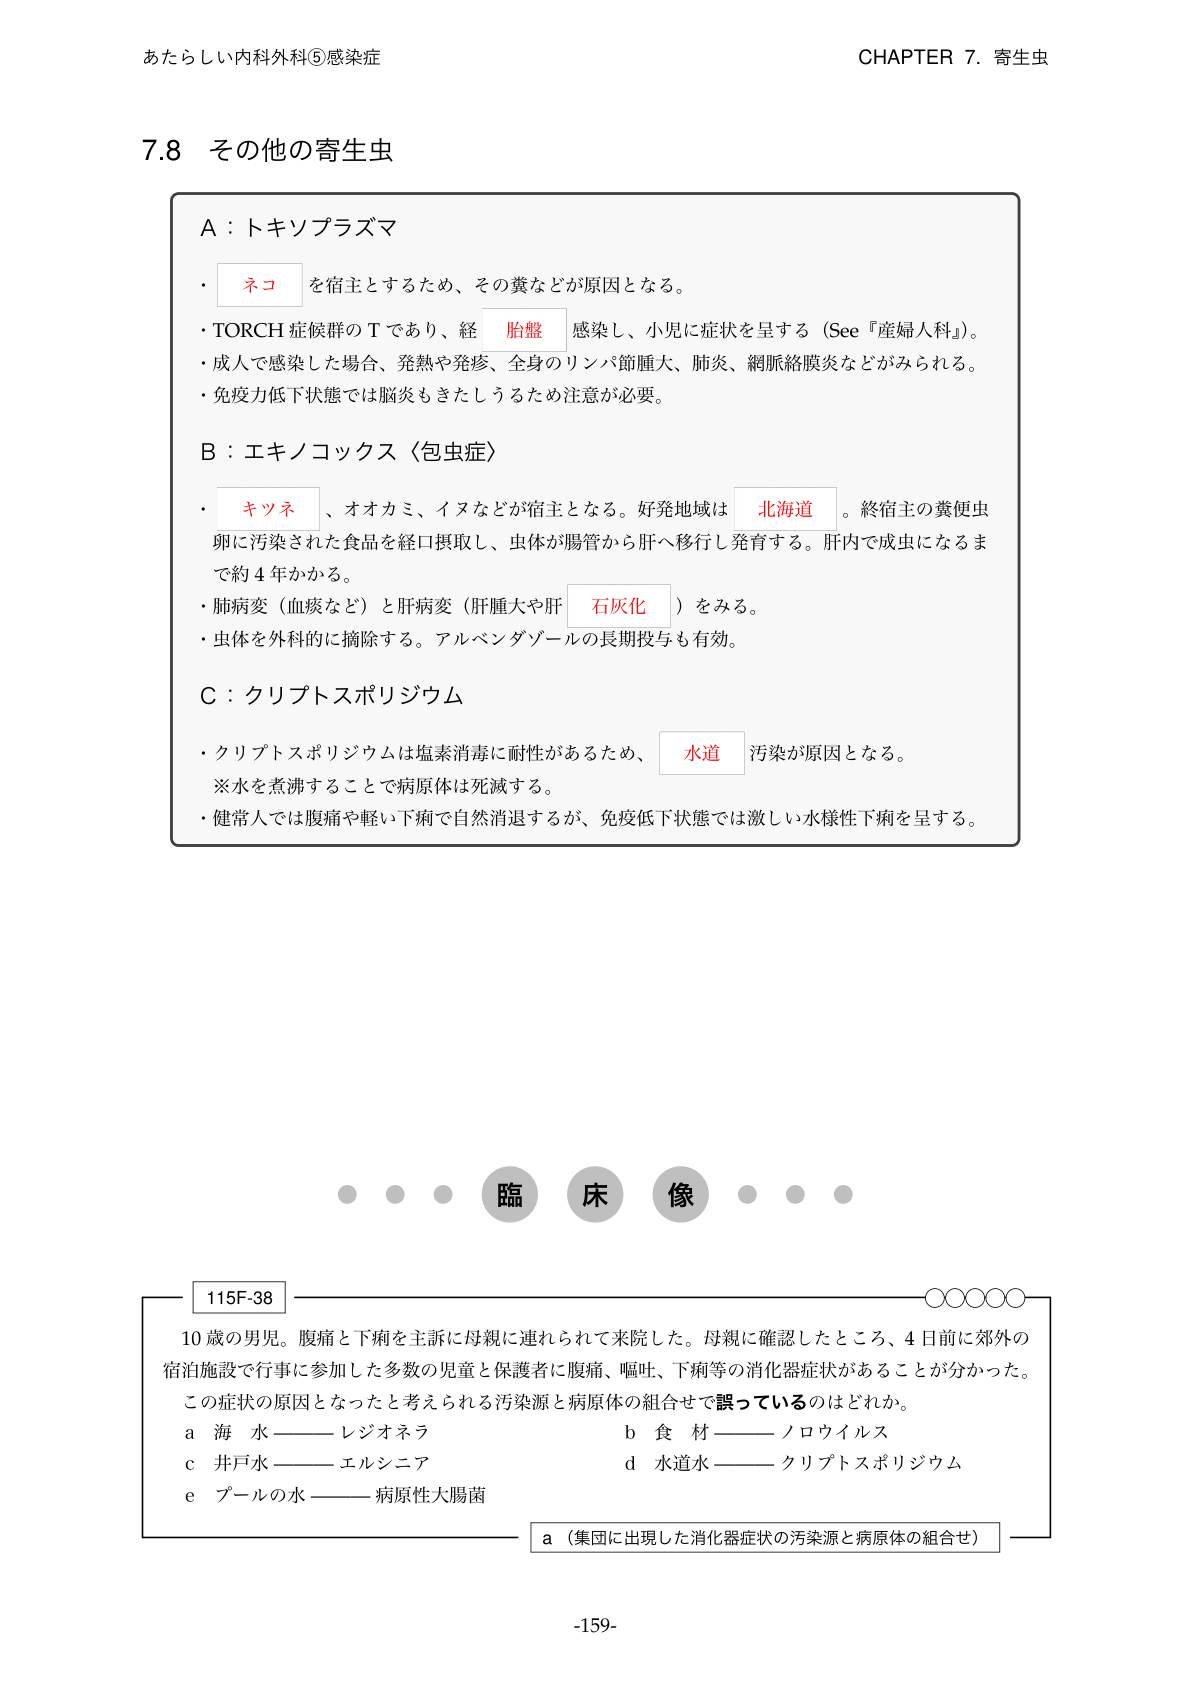 あたらしい内科外科⑤感染症
CHAPTER 7. 寄生虫
7.8 その他の寄生虫
A：トキソプラズマ
・ ネコ を宿主とするため、その糞などが原因となる。
・TORCH 症候群の T であり、経 胎盤 感染し、小児に症状を呈する（See『産婦人科』）。
・成人で感染した場合、発熱や発疹、全身のリンパ節腫大、肺炎、網脈絡膜炎などがみられる。
・免疫力低下状態では脳炎もきたしうるため注意が必要。
B：エキノコックス〈包虫症〉
・ キツネ 、オオカミ、イヌなどが宿主となる。好発地域は 北海道 。終宿主の糞便虫
卵に汚染された食品を経口摂取し、虫体が腸管から肝へ移行し発育する。肝内で成虫になるま
で約 4 年かかる。
・肺病変（血痰など）と肝病変（肝腫大や肝 石灰化 ）をみる。
・虫体を外科的に摘除する。アルベンダゾールの長期投与も有効。
C：クリプトスポリジウム
・クリプトスポリジウムは塩素消毒に耐性があるため、 水道 汚染が原因となる。
※水を煮沸することで病原体は死滅する。
・健常人では腹痛や軽い下痢で自然消退するが、免疫低下状態では激しい水様性下痢を呈する。
臨床像
115F-38
10 歳の男児。腹痛と下痢を主訴に母親に連れられて来院した。母親に確認したところ、4 日前に郊外の
宿泊施設で行事に参加した多数の児童と保護者に腹痛、嘔吐、下痢等の消化器症状があることが分かった。
この症状の原因となったと考えられる汚染源と病原体の組合せで誤っているのはどれか。
a 海 水 ——— レジオネラ
b 食 材 ——— ノロウイルス
c 井戸水 ——— エルシニア
d 水道水 ——— クリプトスポリジウム
e プールの水 ——— 病原性大腸菌
a （集団に出現した消化器症状の汚染源と病原体の組合せ）
-159-